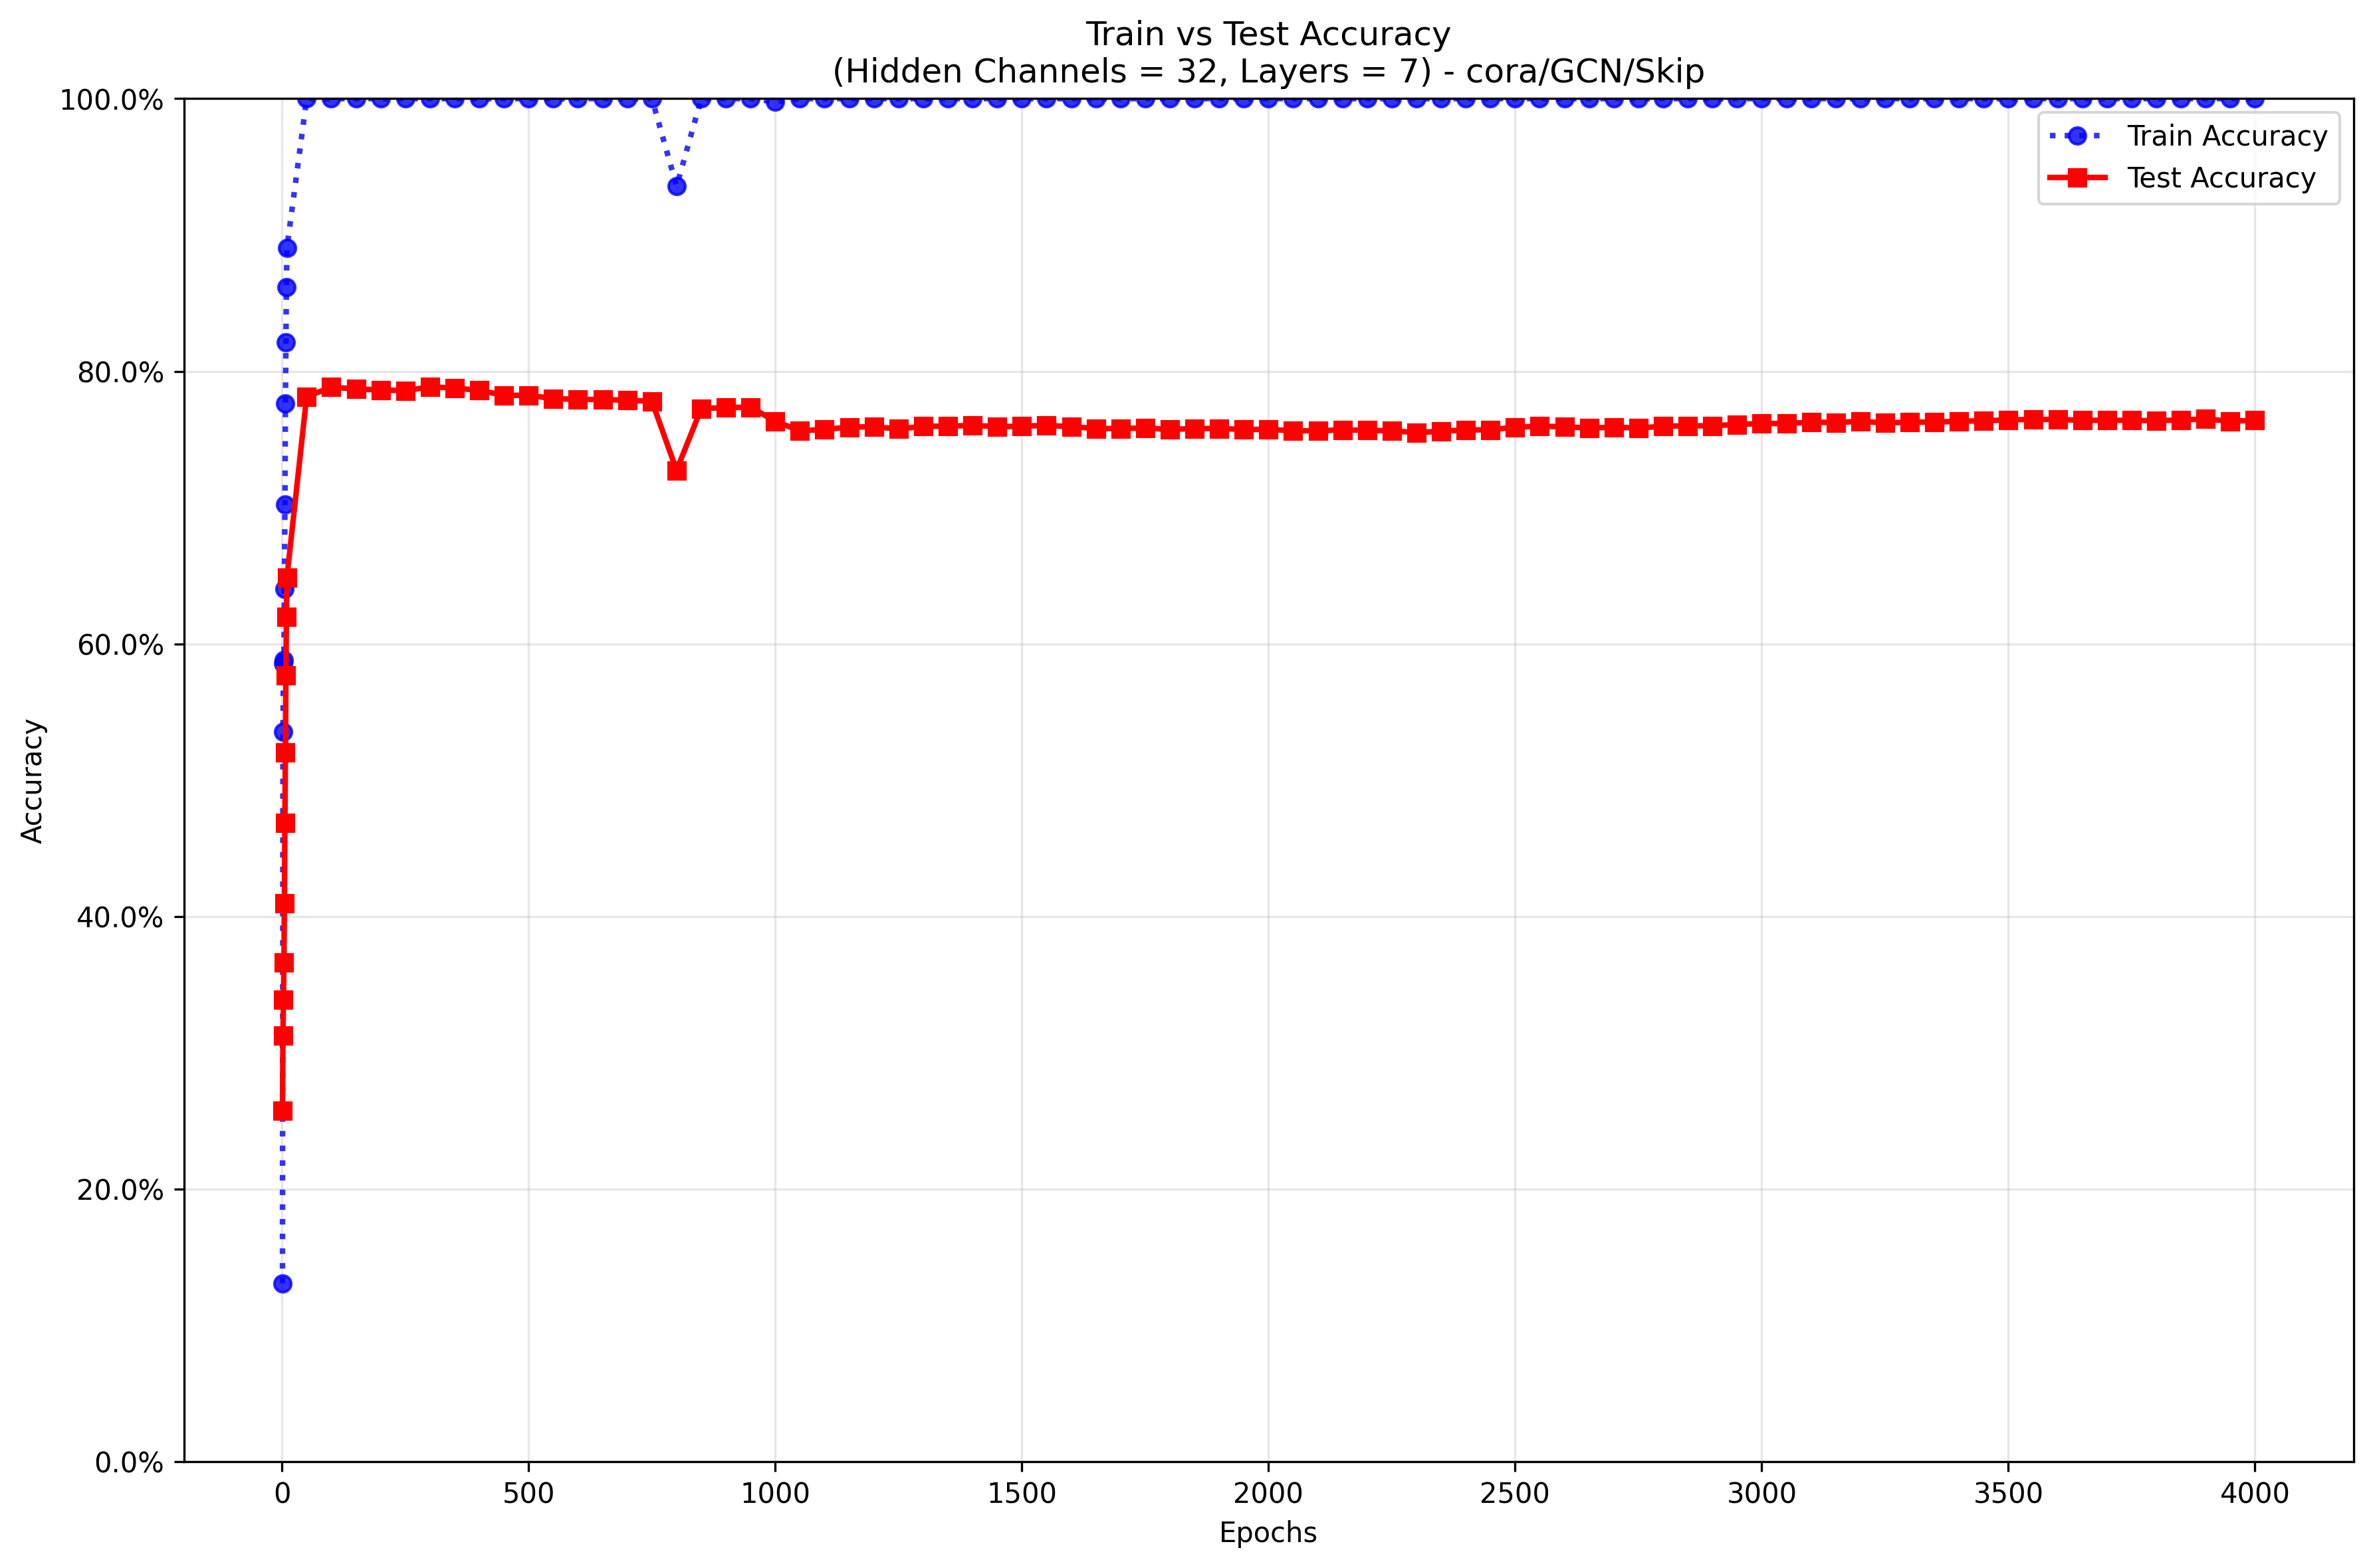 Train vs Test Accuracy
(Hidden Channels = 32, Layers = 7) - cora/GCN/Skip
100.0%
80.0%
60.0%
40.0%
20.0%
0.0%
Accuracy
Train Accuracy
Test Accuracy
0
500
1000
1500
2000
2500
3000
3500
4000
Epochs